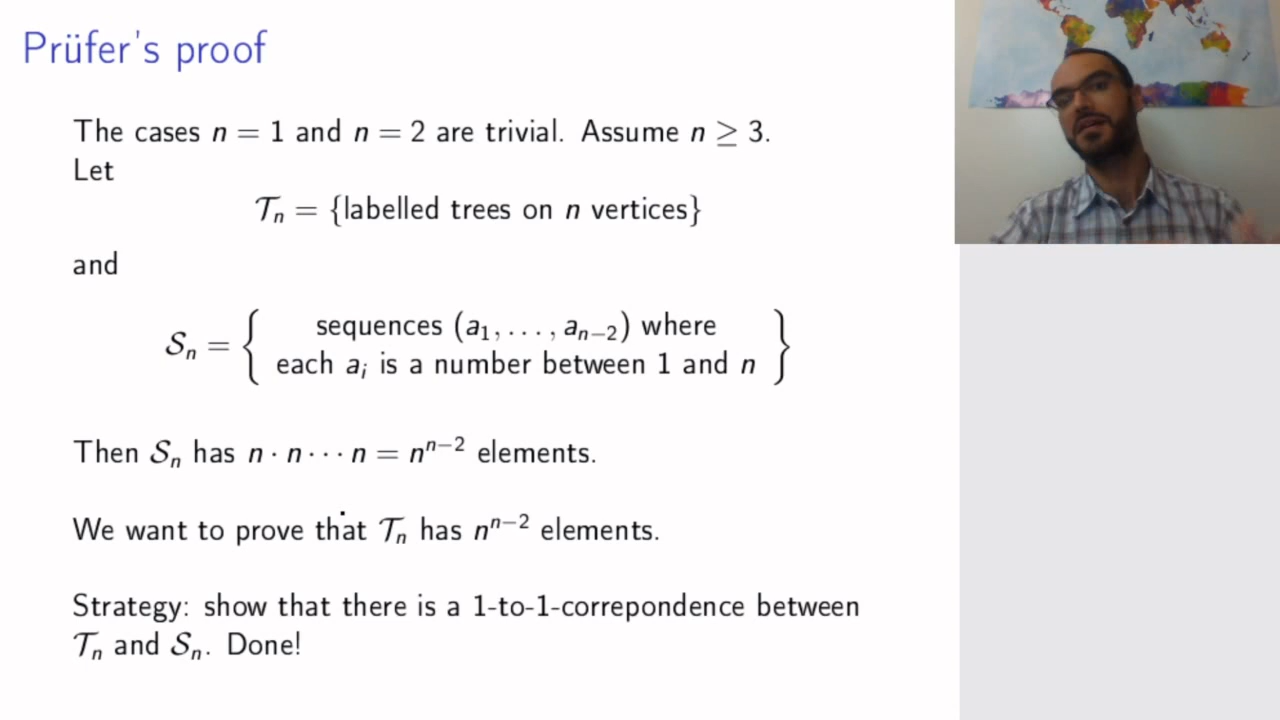 Prüfer's proof
The cases n = 1 and n = 2 are trivial. Assume n ≥ 3.
Let
𝒯ₙ = {labelled trees on n vertices}
and
𝒮ₙ = { sequences (a₁, . . . , aₙ₋₂) where
each aᵢ is a number between 1 and n }
Then 𝒮ₙ has n · n · · · n = nⁿ⁻² elements.
We want to prove that 𝒯ₙ has nⁿ⁻² elements.
Strategy: show that there is a 1-to-1-correpondence between
𝒯ₙ and 𝒮ₙ. Done!